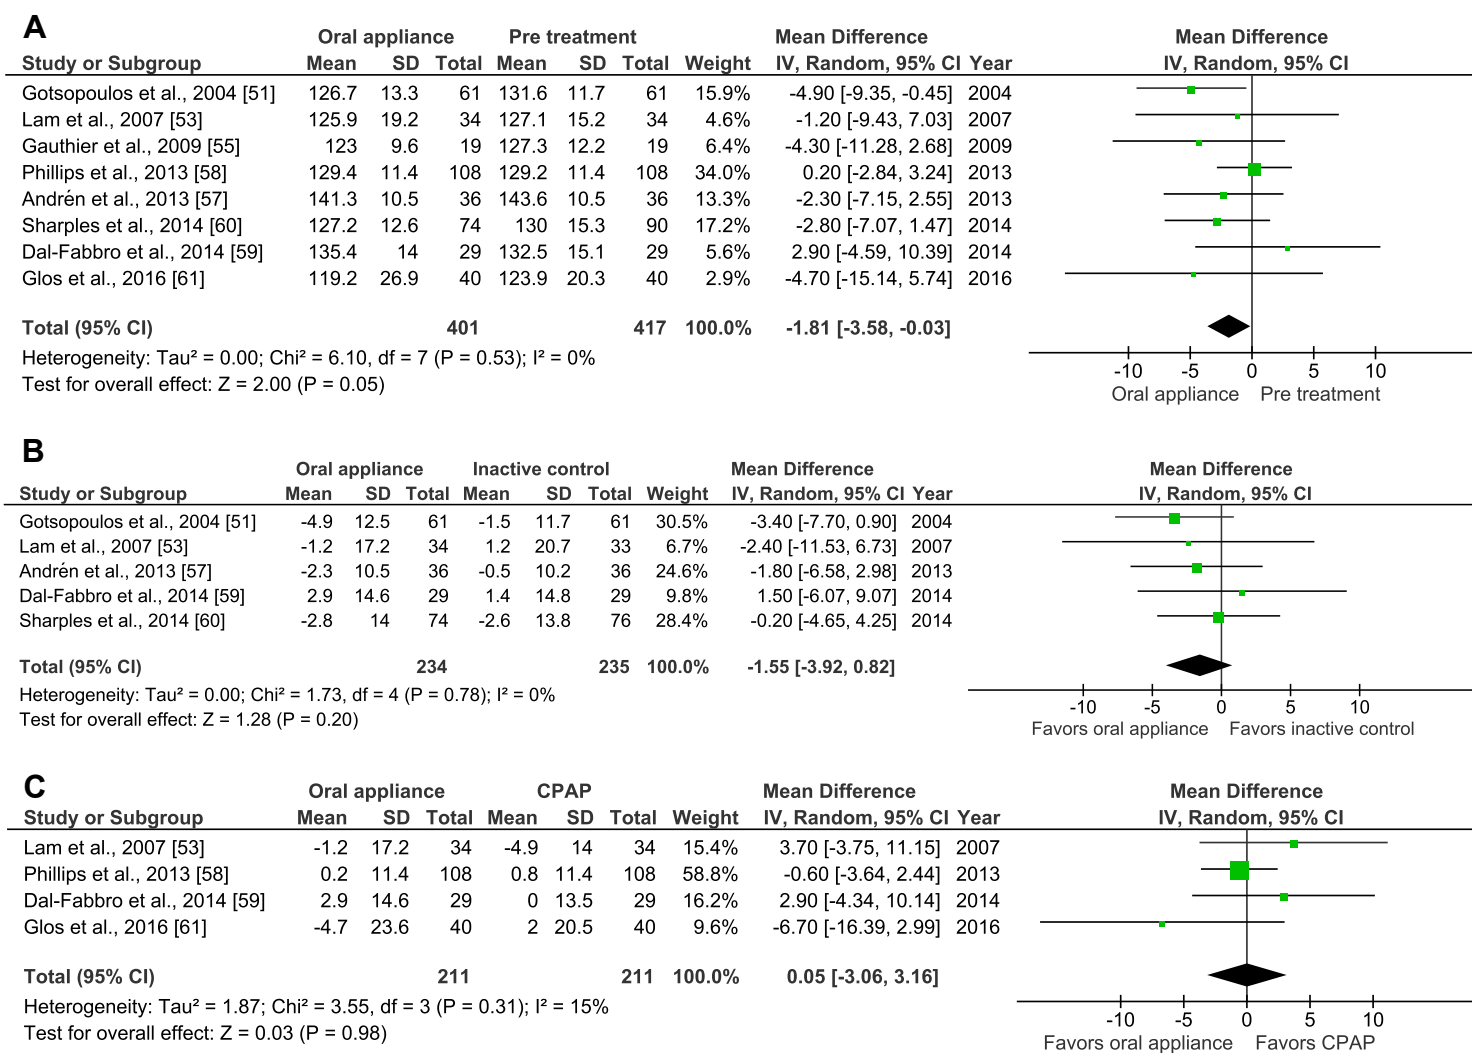 A
Oral appliance Pre treatment Mean Difference Mean Difference
Study or Subgroup Mean SD Total Mean SD Total Weight IV, Random, 95% CI Year IV, Random, 95% CI
Gotsopoulos et al., 2004 [51] 126.7 13.3 61 131.6 11.7 61 15.9% -4.90 [-9.35, -0.45] 2004
Lam et al., 2007 [53] 125.9 19.2 34 127.1 15.2 34 4.6% -1.20 [-9.43, 7.03] 2007
Gauthier et al., 2009 [55] 123 9.6 19 127.3 12.2 19 6.4% -4.30 [-11.28, 2.68] 2009
Phillips et al., 2013 [58] 129.4 11.4 108 129.2 11.4 108 34.0% 0.20 [-2.84, 3.24] 2013
Andrén et al., 2013 [57] 141.3 10.5 36 143.6 10.5 36 13.3% -2.30 [-7.15, 2.55] 2013
Sharples et al., 2014 [60] 127.2 12.6 74 130 15.3 90 17.2% -2.80 [-7.07, 1.47] 2014
Dal-Fabbro et al., 2014 [59] 135.4 14 29 132.5 15.1 29 5.6% 2.90 [-4.59, 10.39] 2014
Glos et al., 2016 [61] 119.2 26.9 40 123.9 20.3 40 2.9% -4.70 [-15.14, 5.74] 2016
Total (95% CI) 401 417 100.0% -1.81 [-3.58, -0.03]
Heterogeneity: Tau² = 0.00; Chi² = 6.10, df = 7 (P = 0.53); I² = 0%
Test for overall effect: Z = 2.00 (P = 0.05)
-10 -5 0 5 10
Oral appliance Pre treatment
B
Oral appliance Inactive control Mean Difference Mean Difference
Study or Subgroup Mean SD Total Mean SD Total Weight IV, Random, 95% CI Year IV, Random, 95% CI
Gotsopoulos et al., 2004 [51] -4.9 12.5 61 -1.5 11.7 61 30.5% -3.40 [-7.70, 0.90] 2004
Lam et al., 2007 [53] -1.2 17.2 34 1.2 20.7 33 6.7% -2.40 [-11.53, 6.73] 2007
Andrén et al., 2013 [57] -2.3 10.5 36 -0.5 10.2 36 24.6% -1.80 [-6.58, 2.98] 2013
Dal-Fabbro et al., 2014 [59] 2.9 14.6 29 1.4 14.8 29 9.8% 1.50 [-6.07, 9.07] 2014
Sharples et al., 2014 [60] -2.8 14 74 -2.6 13.8 76 28.4% -0.20 [-4.65, 4.25] 2014
Total (95% CI) 234 235 100.0% -1.55 [-3.92, 0.82]
Heterogeneity: Tau² = 0.00; Chi² = 1.73, df = 4 (P = 0.78); I² = 0%
Test for overall effect: Z = 1.28 (P = 0.20)
-10 -5 0 5 10
Favors oral appliance Favors inactive control
C
Oral appliance CPAP Mean Difference Mean Difference
Study or Subgroup Mean SD Total Mean SD Total Weight IV, Random, 95% CI Year IV, Random, 95% CI
Lam et al., 2007 [53] -1.2 17.2 34 -4.9 14 34 15.4% 3.70 [-3.75, 11.15] 2007
Phillips et al., 2013 [58] 0.2 11.4 108 0.8 11.4 108 58.8% -0.60 [-3.64, 2.44] 2013
Dal-Fabbro et al., 2014 [59] 2.9 14.6 29 0 13.5 29 16.2% 2.90 [-4.34, 10.14] 2014
Glos et al., 2016 [61] -4.7 23.6 40 2 20.5 40 9.6% -6.70 [-16.39, 2.99] 2016
Total (95% CI) 211 211 100.0% 0.05 [-3.06, 3.16]
Heterogeneity: Tau² = 1.87; Chi² = 3.55, df = 3 (P = 0.31); I² = 15%
Test for overall effect: Z = 0.03 (P = 0.98)
-10 -5 0 5 10
Favors oral appliance Favors CPAP